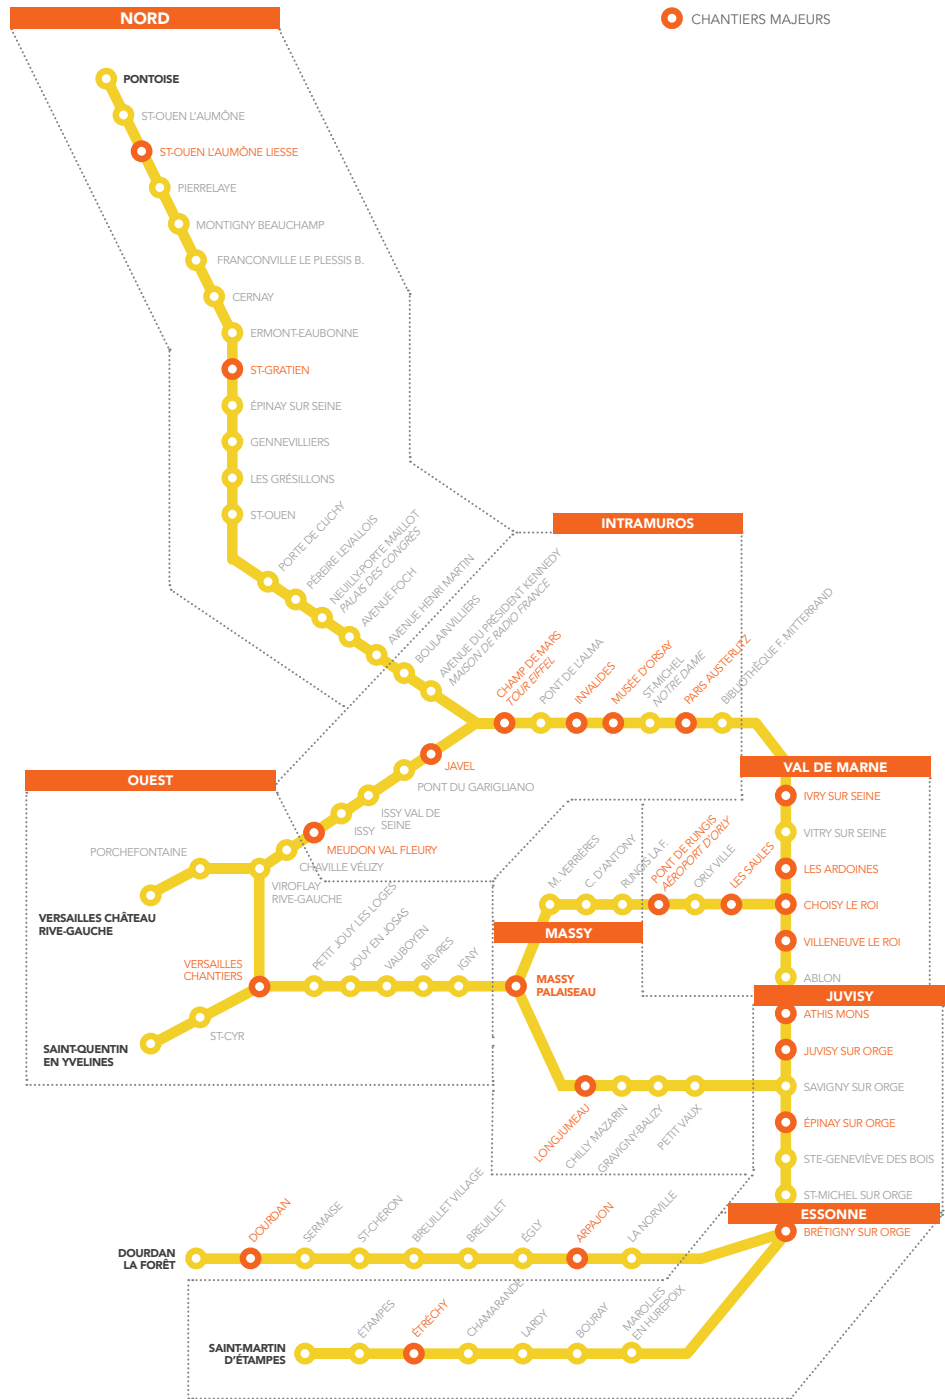 NORD
CHANTIERS MAJEURS
PONTOISE
ST-OUEN L'AUMÔNE
ST-OUEN L'AUMÔNE LIESSE
PIERRELAYE
MONTIGNY BEAUCHAMP
FRANCONVILLE LE PLESSIS B.
CERNAY
ERMONT-EAUBONNE
ST-GRATIEN
ÉPINAY SUR SEINE
GENNEVILLIERS
LES GRÉSILLONS
ST-OUEN
PORTE DE CLICHY
PÉREIRE LEVALLOIS
NEUILLY-PORTE MAILLOT
PALAIS DES CONGRÈS
AVENUE FOCH
AVENUE HENRI MARTIN
BOULAINVILLIERS
AVENUE DU PRÉSIDENT KENNEDY
MAISON DE RADIO FRANCE
INTRAMUROS
CHAMP DE MARS
TOUR EIFFEL
PONT DE L'ALMA
INVALIDES
MUSÉE D'ORSAY
ST-MICHEL
NOTRE DAME
PARIS AUSTERLITZ
BIBLIOTHÈQUE F. MITTERRAND
JAVEL
PONT DU GARIGLIANO
ISSY VAL DE
SEINE
ISSY
MEUDON VAL FLEURY
CHAVILLE VÉLIZY
VIROFLAY
RIVE-GAUCHE
OUEST
PORCHEFONTAINE
VERSAILLES CHÂTEAU
RIVE-GAUCHE
VERSAILLES
CHANTIERS
ST-CYR
SAINT-QUENTIN
EN YVELINES
PETIT JOUY LES LOGES
JOUY EN JOSAS
VAUBOYEN
BIÈVRES
IGNY
MASSY
MASSY
PALAISEAU
M. VERRIÈRES
C. D'ANTONY
RUNGIS LA F.
PONT DE RUNGIS
AÉROPORT D'ORLY
ORLY VILLE
LES SAULES
VAL DE MARNE
IVRY SUR SEINE
VITRY SUR SEINE
LES ARDOINES
CHOISY LE ROI
VILLENEUVE LE ROI
ABLON
JUVISY
ATHIS MONS
JUVISY SUR ORGE
SAVIGNY SUR ORGE
ÉPINAY SUR ORGE
STE-GENEVIÈVE DES BOIS
ST-MICHEL SUR ORGE
LONGJUMEAU
CHILLY MAZARIN
GRAVIGNY-BALIZY
PETIT VAUX
ESSONNE
BRÉTIGNY SUR ORGE
DOURDAN
LA FORÊT
DOURDAN
SERMAISE
ST-CHÉRON
BREUILLET VILLAGE
BREUILLET
ÉGLY
ARPAJON
LA NORVILLE
SAINT-MARTIN
D'ÉTAMPES
ÉTAMPES
ÉTRÉCHY
CHAMARANDE
LARDY
BOURAY
MAROLLES
EN HUREPOIX